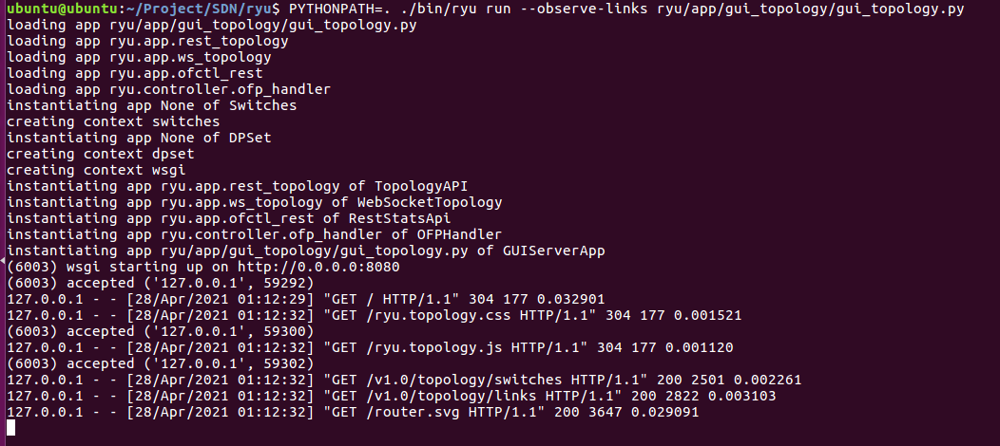 ubuntu@ubuntu:~/Project/SDN/ryu$ PYTHONPATH=. ./bin/ryu run --observe-links ryu/app/gui_topology/gui_topology.py
loading app ryu/app/gui_topology/gui_topology.py
loading app ryu.app.rest_topology
loading app ryu.app.ws_topology
loading app ryu.app.ofctl_rest
loading app ryu.controller.ofp_handler
instantiating app None of Switches
creating context switches
instantiating app None of DPSet
creating context dpset
creating context wsgi
instantiating app ryu.app.rest_topology of TopologyAPI
instantiating app ryu.app.ws_topology of WebSocketTopology
instantiating app ryu.app.ofctl_rest of RestStatsApi
instantiating app ryu.controller.ofp_handler of OFPHandler
instantiating app ryu/app/gui_topology/gui_topology.py of GUIServerApp
(6003) wsgi starting up on http://0.0.0.0:8080
(6003) accepted ('127.0.0.1', 59292)
127.0.0.1 - - [28/Apr/2021 01:12:29] "GET / HTTP/1.1" 304 177 0.032901
127.0.0.1 - - [28/Apr/2021 01:12:32] "GET /ryu.topology.css HTTP/1.1" 304 177 0.001521
(6003) accepted ('127.0.0.1', 59300)
127.0.0.1 - - [28/Apr/2021 01:12:32] "GET /ryu.topology.js HTTP/1.1" 304 177 0.001120
(6003) accepted ('127.0.0.1', 59302)
127.0.0.1 - - [28/Apr/2021 01:12:32] "GET /v1.0/topology/switches HTTP/1.1" 200 2501 0.002261
127.0.0.1 - - [28/Apr/2021 01:12:32] "GET /v1.0/topology/links HTTP/1.1" 200 2822 0.003103
127.0.0.1 - - [28/Apr/2021 01:12:32] "GET /router.svg HTTP/1.1" 200 3647 0.029091